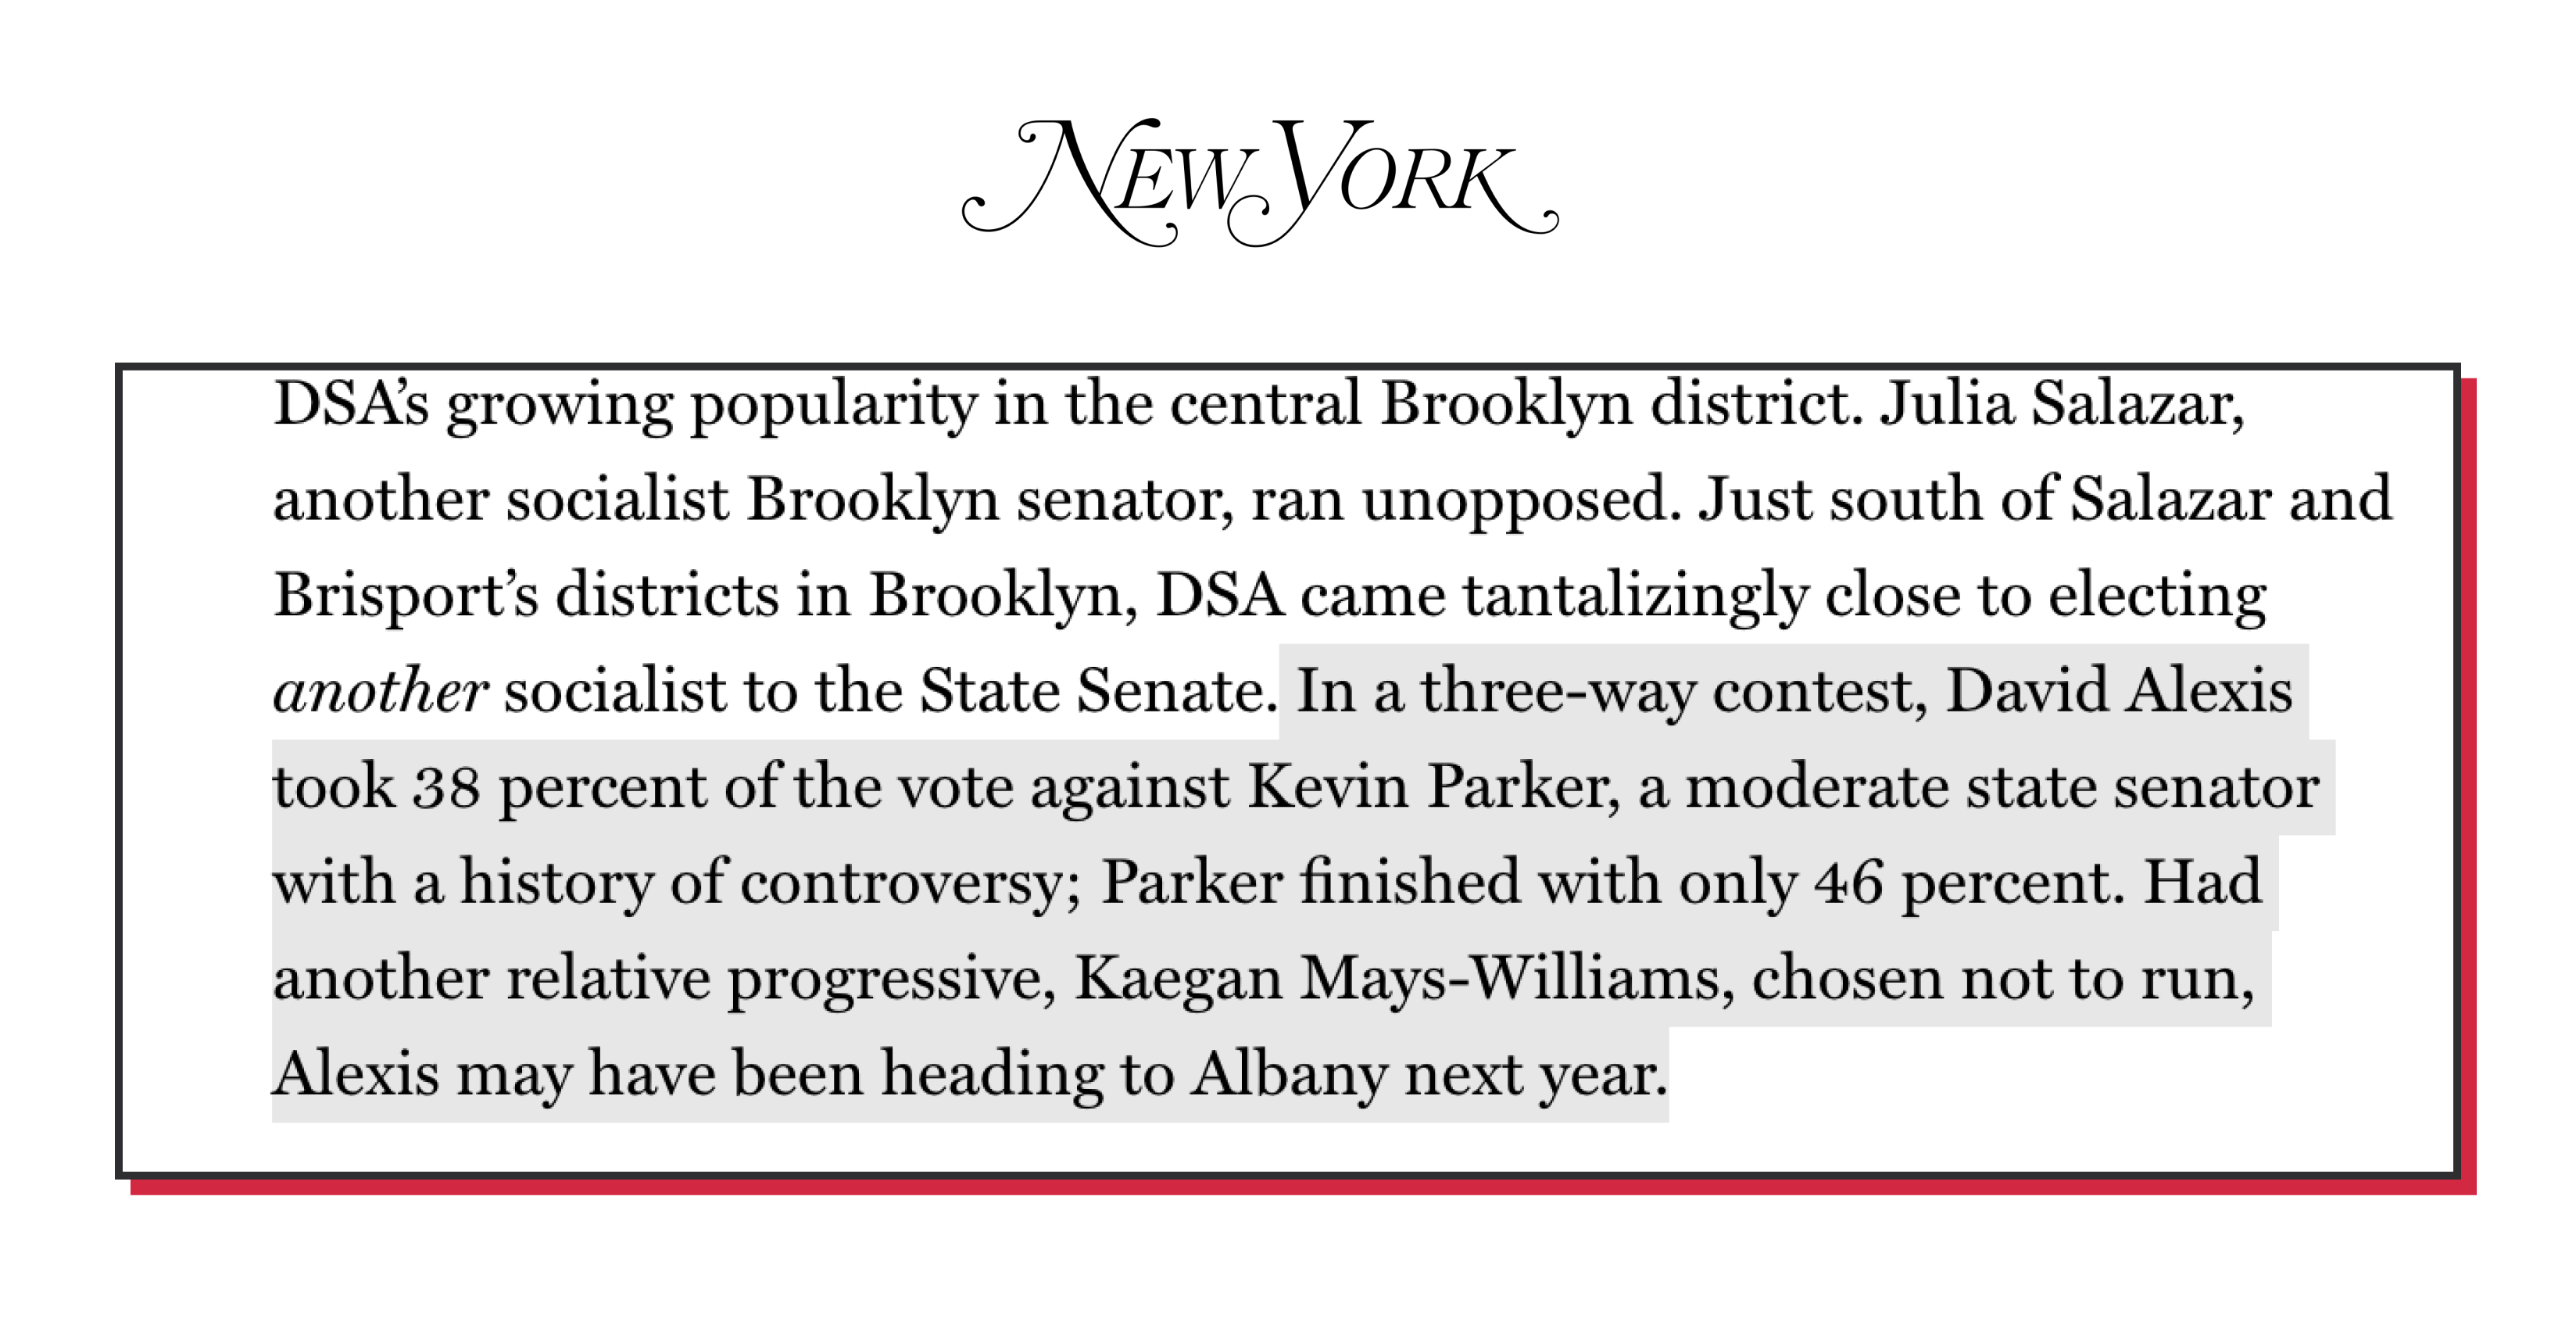 NEW YORK
DSA’s growing popularity in the central Brooklyn district. Julia Salazar,
another socialist Brooklyn senator, ran unopposed. Just south of Salazar and
Brisport’s districts in Brooklyn, DSA came tantalizingly close to electing
another socialist to the State Senate. In a three-way contest, David Alexis
took 38 percent of the vote against Kevin Parker, a moderate state senator
with a history of controversy; Parker finished with only 46 percent. Had
another relative progressive, Kaegan Mays-Williams, chosen not to run,
Alexis may have been heading to Albany next year.